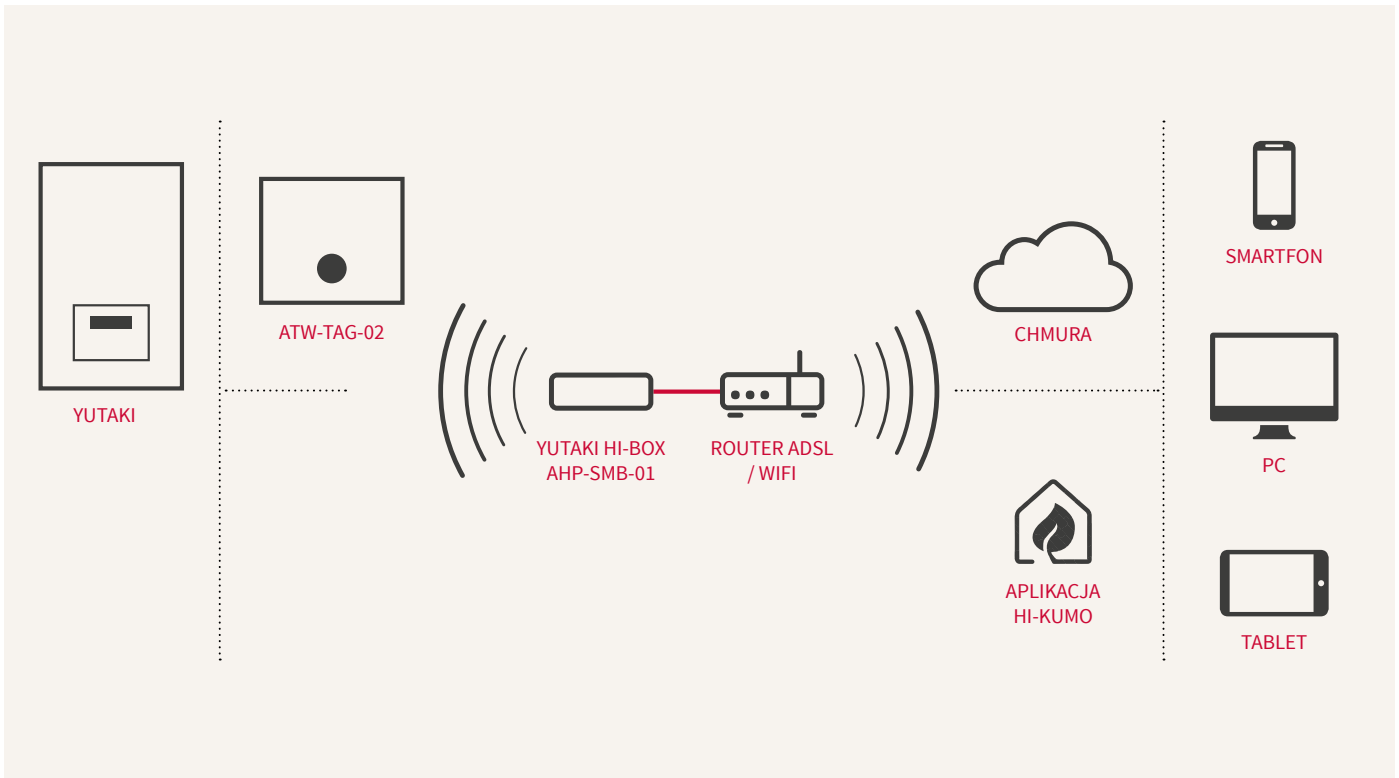 YUTAKI
ATW-TAG-02
YUTAKI HI-BOX
AHP-SMB-01
ROUTER ADSL
/ WIFI
CHMURA
APLIKACJA
HI-KUMO
SMARTFON
PC
TABLET